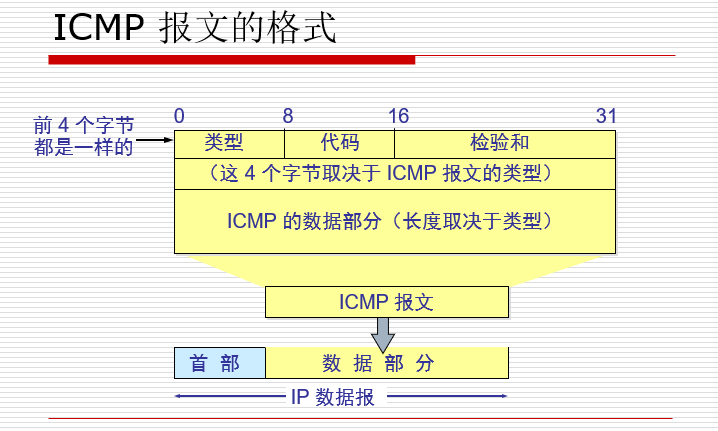 ICMP 报文的格式
0 8 16 31
前 4 个字节
都是一样的
类型 代码 检验和
（这 4 个字节取决于 ICMP 报文的类型）
ICMP 的数据部分（长度取决于类型）
ICMP 报文
首 部 数 据 部 分
IP 数据报